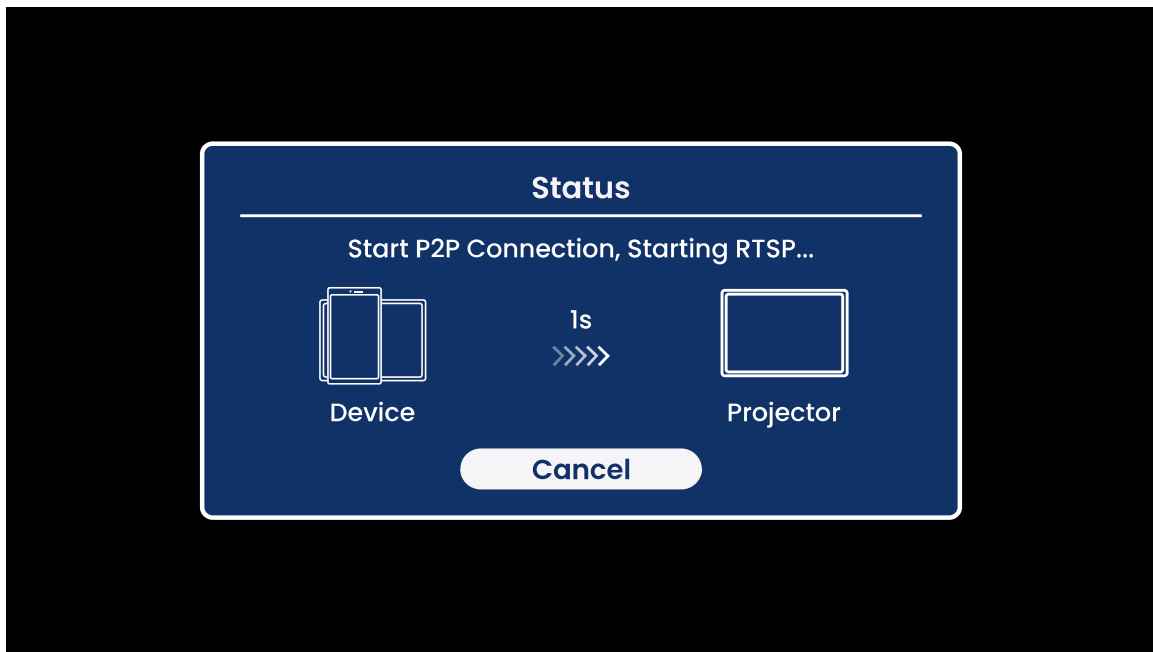 Status
Start P2P Connection, Starting RTSP...
1s
Device
Projector
Cancel